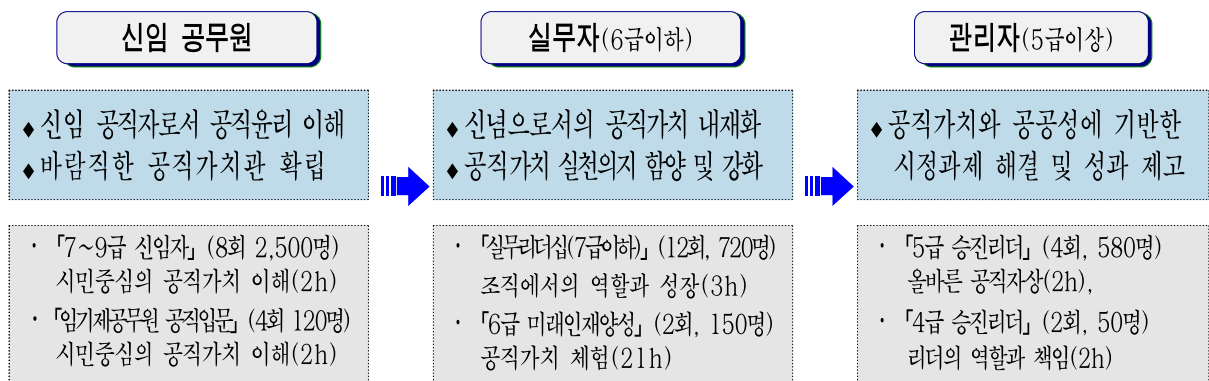 신임 공무원
◆ 신임 공직자로서 공직윤리 이해
◆ 바람직한 공직가치관 확립
· 「7~9급 신임자」 (8회 2,500명)
시민중심의 공직가치 이해(2h)
· 「임기제공무원 공직입문」 (4회 120명)
시민중심의 공직가치 이해(2h)
실무자(6급이하)
◆ 신념으로서의 공직가치 내재화
◆ 공직가치 실천의지 함양 및 강화
· 「실무리더십(7급이하)」 (12회, 720명)
조직에서의 역할과 성장(3h)
· 「6급 미래인재양성」 (2회, 150명)
공직가치 체험(21h)
관리자(5급이상)
◆ 공직가치와 공공성에 기반한
시정과제 해결 및 성과 제고
· 「5급 승진리더」 (4회, 580명)
올바른 공직자상(2h),
· 「4급 승진리더」 (2회, 50명)
리더의 역할과 책임(2h)